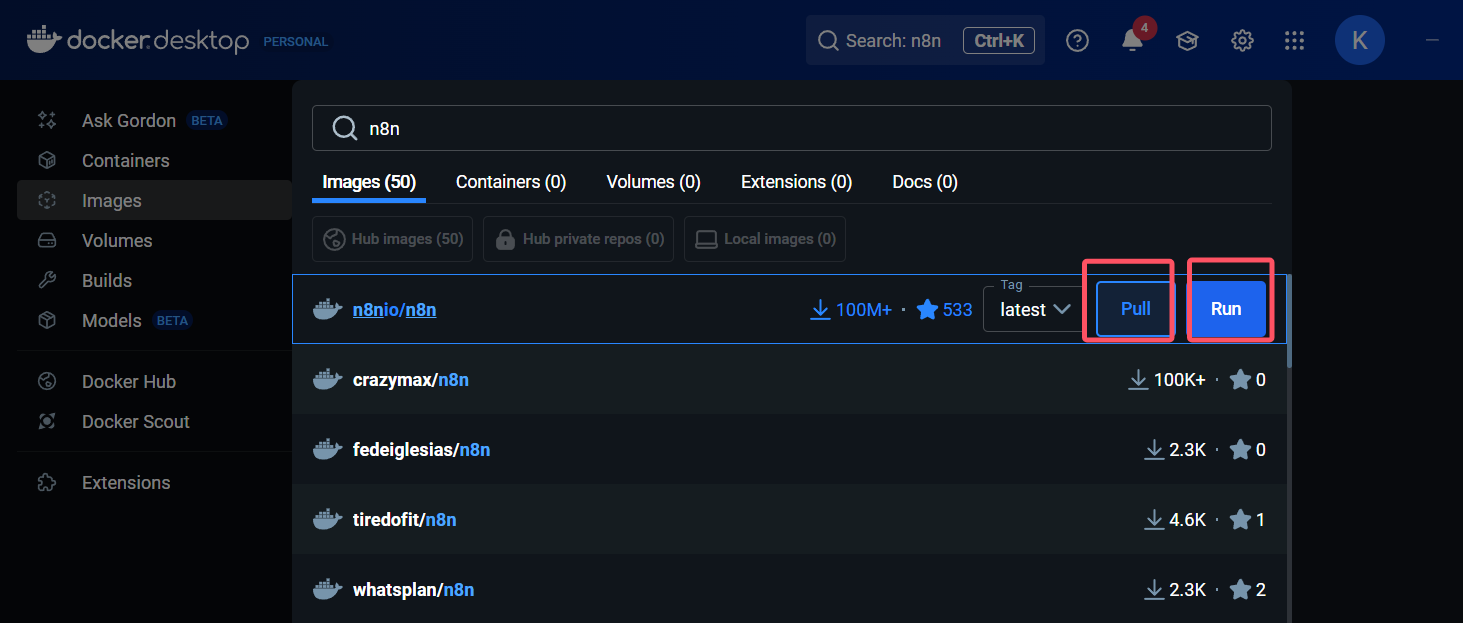 docker.desktop PERSONAL Search: n8n Ctrl+K 4 K
Ask Gordon BETA
Containers
Images
Volumes
Builds
Models BETA
Docker Hub
Docker Scout
Extensions
n8n
Images (50) Containers (0) Volumes (0) Extensions (0) Docs (0)
Hub images (50) Hub private repos (0) Local images (0)
n8nio/n8n 100M+ · 533 Tag latest Pull Run
crazymax/n8n 100K+ · 0
fedeiglesias/n8n 2.3K · 0
tiredofit/n8n 4.6K · 1
whatsplan/n8n 2.3K · 2